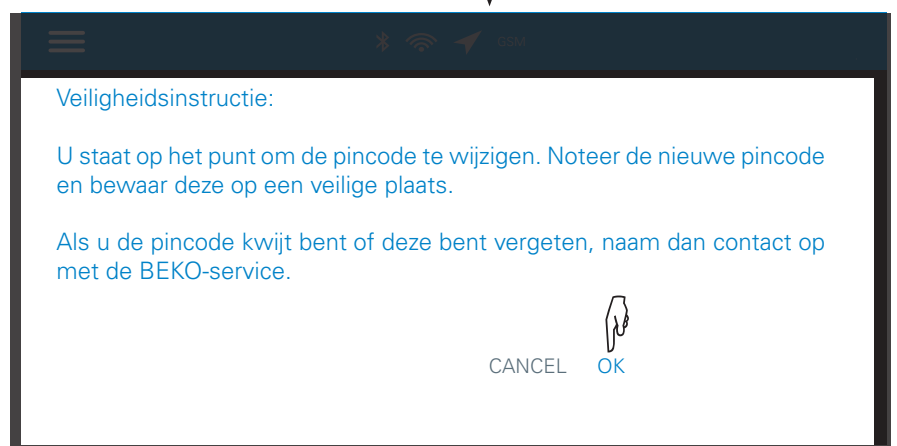 GSM
Veiligheidsinstructie:
U staat op het punt om de pincode te wijzigen. Noteer de nieuwe pincode
en bewaar deze op een veilige plaats.
Als u de pincode kwijt bent of deze bent vergeten, naam dan contact op
met de BEKO-service.
CANCEL OK